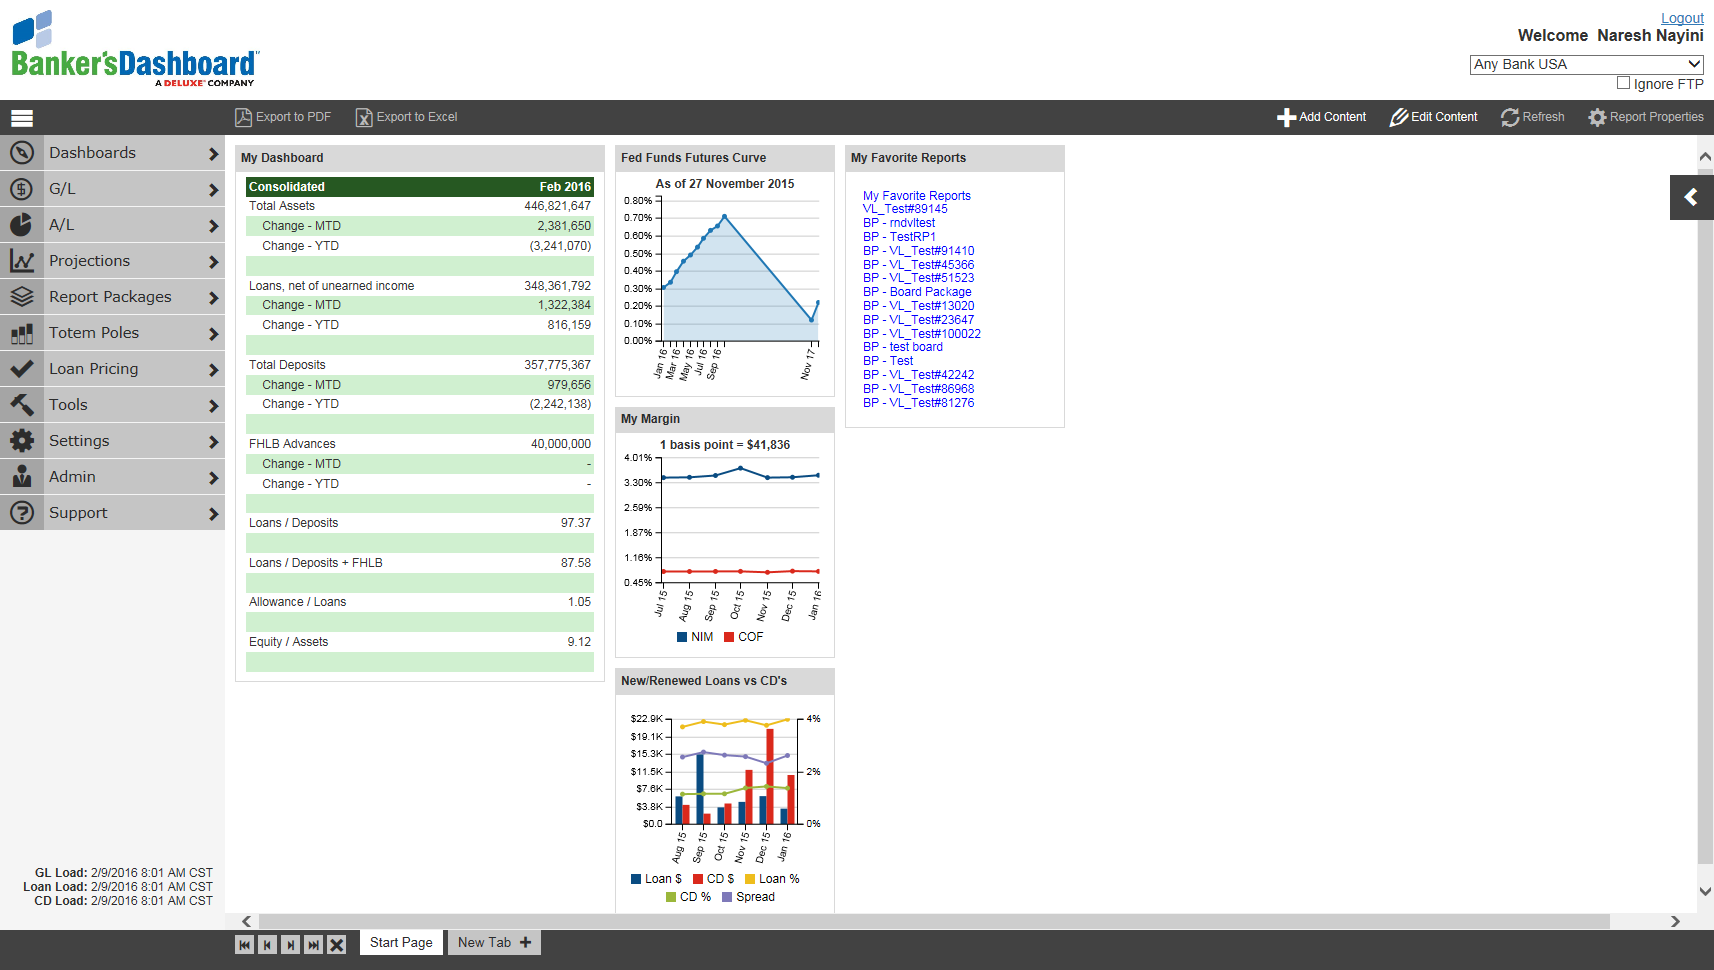 Logout
Welcome Naresh Nayini
Banker'sDashboard
A DELUXE COMPANY
Any Bank USA
Ignore FTP
Export to PDF Export to Excel Add Content Edit Content Refresh Report Properties
Dashboards
G/L
A/L
Projections
Report Packages
Totem Poles
Loan Pricing
Tools
Settings
Admin
Support
GL Load: 2/9/2016 8:01 AM CST
Loan Load: 2/9/2016 8:01 AM CST
CD Load: 2/9/2016 8:01 AM CST
My Dashboard
Consolidated Feb 2016
Total Assets 446,821,647
Change - MTD 2,381,650
Change - YTD (3,241,070)
Loans, net of unearned income 348,361,792
Change - MTD 1,322,384
Change - YTD 816,159
Total Deposits 357,775,367
Change - MTD 979,656
Change - YTD (2,242,138)
FHLB Advances 40,000,000
Change - MTD -
Change - YTD -
Loans / Deposits 97.37
Loans / Deposits + FHLB 87.58
Allowance / Loans 1.05
Equity / Assets 9.12
Fed Funds Futures Curve
As of 27 November 2015
0.80%
0.70%
0.60%
0.50%
0.40%
0.30%
0.20%
0.10%
0.00%
Jan 16 Mar 16 May 16 Jul 16 Sep 16 Nov 17
My Margin
1 basis point = $41,836
4.01%
3.30%
2.59%
1.87%
1.16%
0.45%
Jul 15 Aug 15 Sep 15 Oct 15 Nov 15 Dec 15 Jan 16
NIM COF
New/Renewed Loans vs CD's
$22.9K 4%
$19.1K
$15.3K
$11.5K 2%
$7.6K
$3.8K
$0.0 0%
Aug 15 Sep 15 Oct 15 Nov 15 Dec 15 Jan 16
Loan $ CD $ Loan %
CD % Spread
My Favorite Reports
My Favorite Reports
VL_Test#89145
BP - rndvltest
BP - TestRP1
BP - VL_Test#91410
BP - VL_Test#45366
BP - VL_Test#51523
BP - Board Package
BP - VL_Test#13020
BP - VL_Test#23647
BP - VL_Test#100022
BP - test board
BP - Test
BP - VL_Test#42242
BP - VL_Test#86968
BP - VL_Test#81276
Start Page New Tab